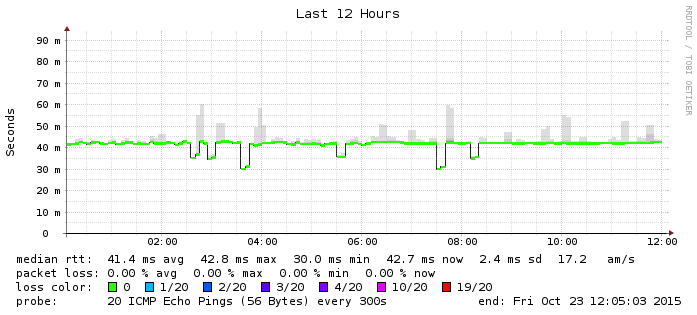 Last 12 Hours
RRDTOOL / TOBI OETIKER
Seconds
90 m
80 m
70 m
60 m
50 m
40 m
30 m
20 m
10 m
0
02:00 04:00 06:00 08:00 10:00 12:00
median rtt: 41.4 ms avg 42.8 ms max 30.0 ms min 42.7 ms now 2.4 ms sd 17.2 am/s
packet loss: 0.00 % avg 0.00 % max 0.00 % min 0.00 % now
loss color: 0 1/20 2/20 3/20 4/20 10/20 19/20
probe: 20 ICMP Echo Pings (56 Bytes) every 300s end: Fri Oct 23 12:05:03 2015